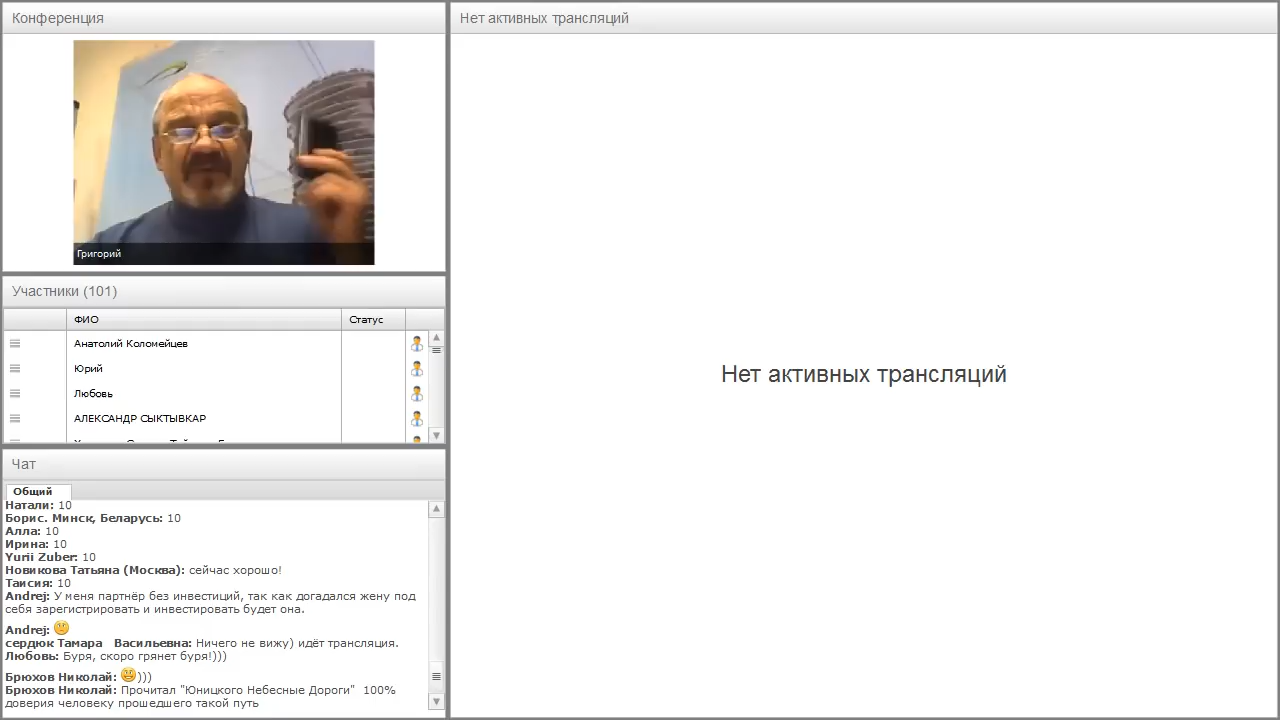 Конференция
Григорий
Участники (101)
ФИО
Статус
Анатолий Коломейцев
Юрий
Любовь
АЛЕКСАНДР СЫКТЫВКАР
Чат
Общий
Натали: 10
Борис. Минск, Беларусь: 10
Алла: 10
Ирина: 10
Yurii Zuber: 10
Новикова Татьяна (Москва): сейчас хорошо!
Таисия: 10
Andrej: У меня партнёр без инвестиций, так как догадался жену под
себя зарегистрировать и инвестировать будет она.
Andrej:
сердюк Тамара Васильевна: Ничего не вижу) идёт трансляция.
Любовь: Буря, скоро грянет буря!)))
Брюхов Николай: )))
Брюхов Николай: Прочитал "Юницкого Небесные Дороги" 100%
доверия человеку прошедшего такой путь
Нет активных трансляций
Нет активных трансляций